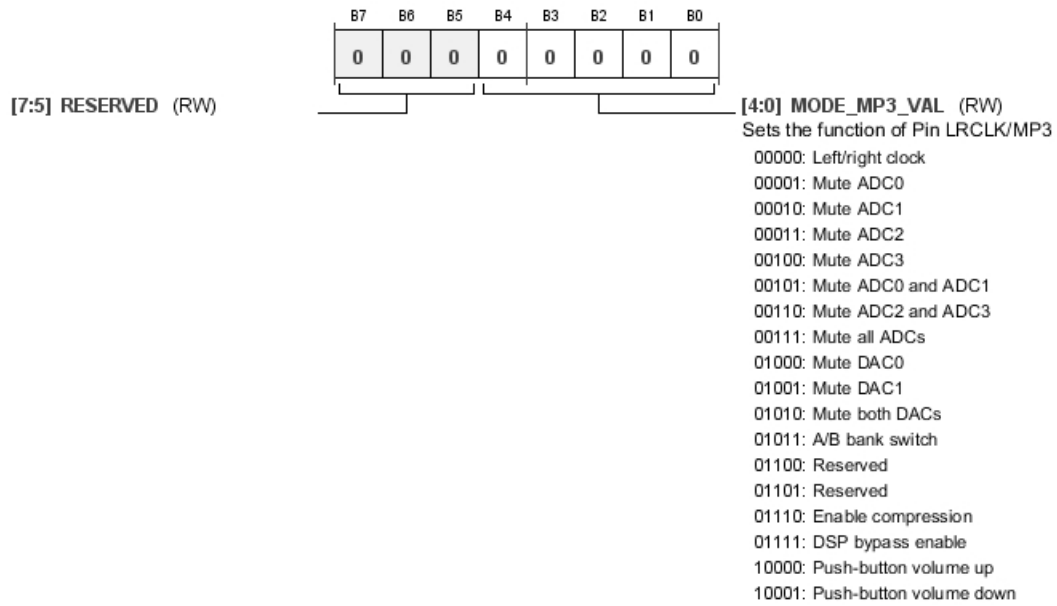 B7 B6 B5 B4 B3 B2 B1 B0
0 0 0 0 0 0 0 0
[7:5] RESERVED (RW)
[4:0] MODE_MP3_VAL (RW)
Sets the function of Pin LRCLK/MP3
00000: Left/right clock
00001: Mute ADC0
00010: Mute ADC1
00011: Mute ADC2
00100: Mute ADC3
00101: Mute ADC0 and ADC1
00110: Mute ADC2 and ADC3
00111: Mute all ADCs
01000: Mute DAC0
01001: Mute DAC1
01010: Mute both DACs
01011: A/B bank switch
01100: Reserved
01101: Reserved
01110: Enable compression
01111: DSP bypass enable
10000: Push-button volume up
10001: Push-button volume down